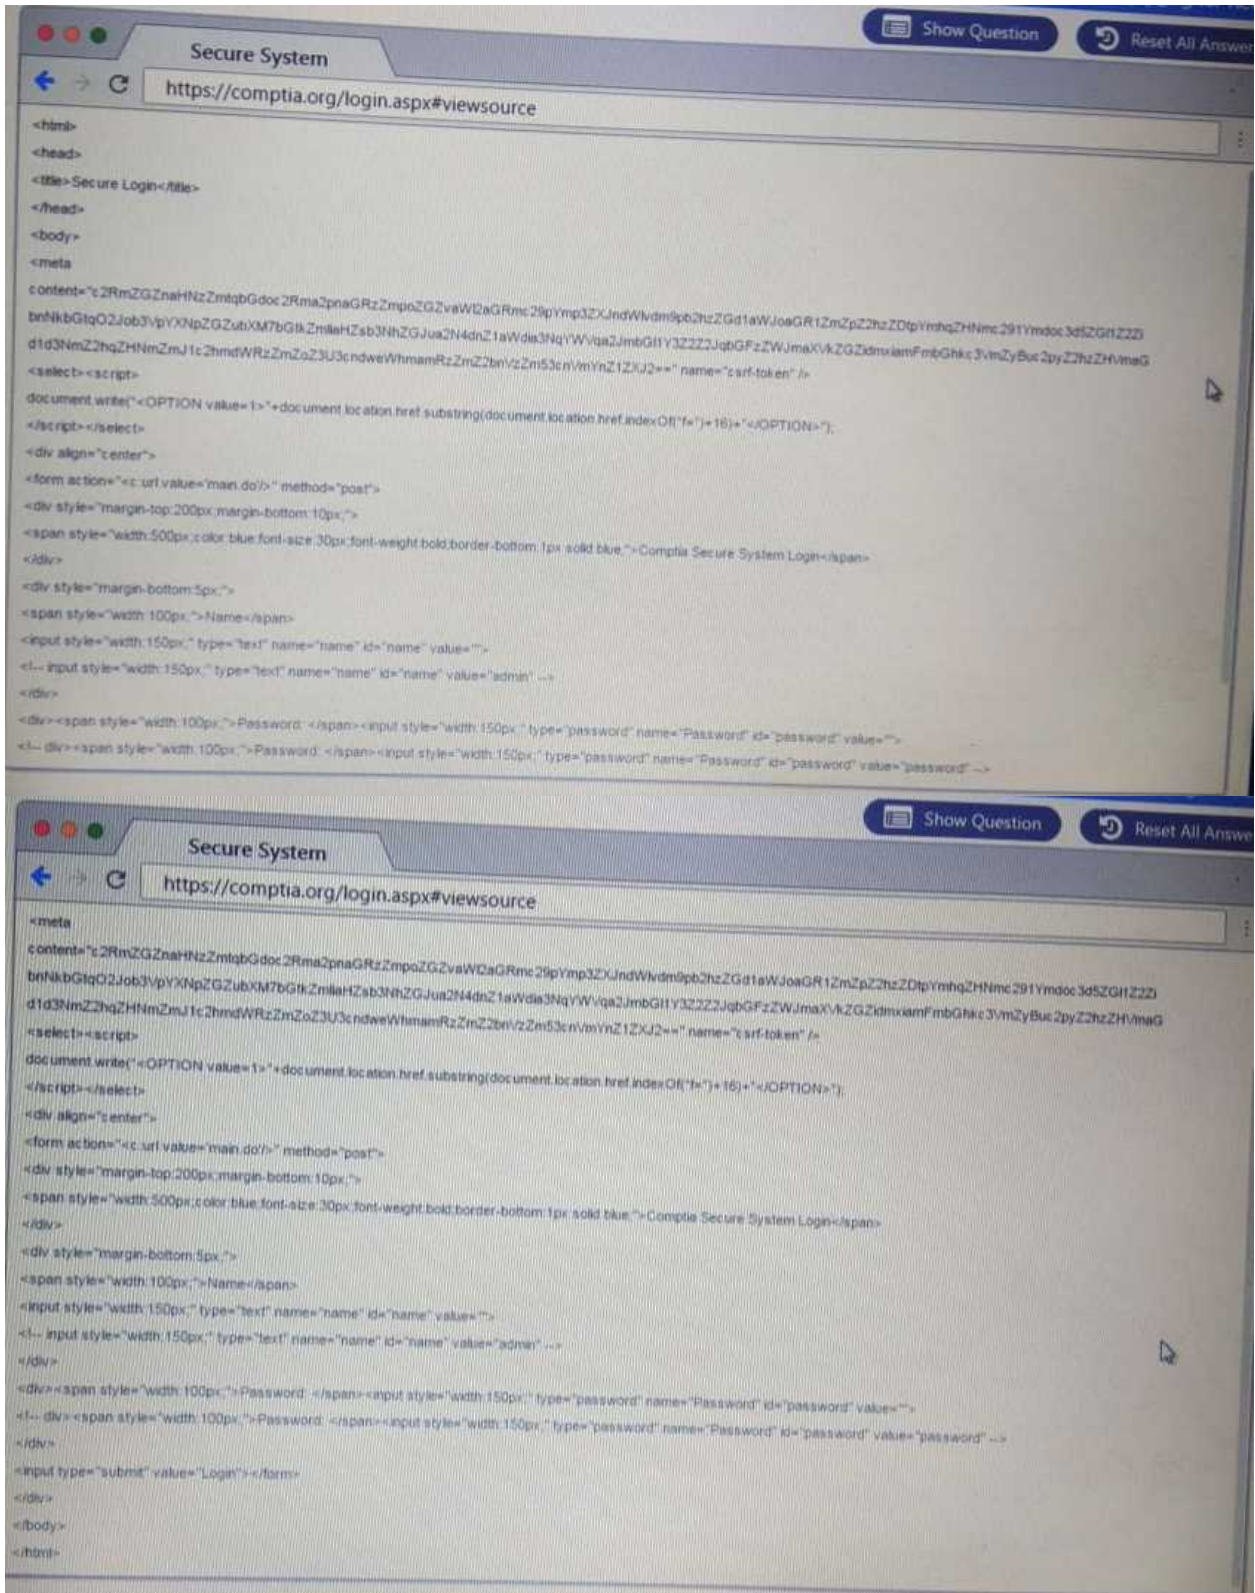 Show Question
Reset All Answer
Secure System
https://comptia.org/login.aspx#viewsource
<html>
<head>
<title>Secure Login</title>
</head>
<body>
<meta
<select><script>
document.write("<OPTION value=1>"+document.location.href.substring(document.location.href.indexOf("f=")+16)+"</OPTION>");
</script></select>
<div align="center">
<form action="<c:url value='main.do'/>" method="post">
<div style="margin-top:200px;margin-bottom:10px;">
<span style="width:500px;color:blue;font-size:30px;font-weight:bold;border-bottom:1px solid blue;">Comptia Secure System Login</span>
</div>
<div style="margin-bottom:5px;">
<span style="width:100px;">Name</span>
<input style="width:150px;" type="text" name="name" id="name" value="">
<!-- input style="width:150px;" type="text" name="name" id="name" value="admin" -->
</div>
<div><span style="width:100px;">Password: </span><input style="width:150px;" type="password" name="Password" id="password" value="">
<!-- div><span style="width:100px;">Password: </span><input style="width:150px;" type="password" name="Password" id="password" value="password" -->
Show Question
Reset All Answe
Secure System
https://comptia.org/login.aspx#viewsource
<meta
<select><script>
document.write("<OPTION value=1>"+document.location.href.substring(document.location.href.indexOf("f=")+16)+"</OPTION>");
</script></select>
<div align="center">
<form action="<c:url value='main.do'/>" method="post">
<div style="margin-top:200px;margin-bottom:10px;">
<span style="width:500px;color:blue;font-size:30px;font-weight:bold;border-bottom:1px solid blue;">Comptia Secure System Login</span>
</div>
<div style="margin-bottom:5px;">
<span style="width:100px;">Name</span>
<input style="width:150px;" type="text" name="name" id="name" value="">
<!-- input style="width:150px;" type="text" name="name" id="name" value="admin" -->
</div>
<div><span style="width:100px;">Password: </span><input style="width:150px;" type="password" name="Password" id="password" value="">
<!-- div><span style="width:100px;">Password: </span><input style="width:150px;" type="password" name="Password" id="password" value="password" -->
</div>
<input type="submit" value="Login"></form>
</div>
</body>
</html>